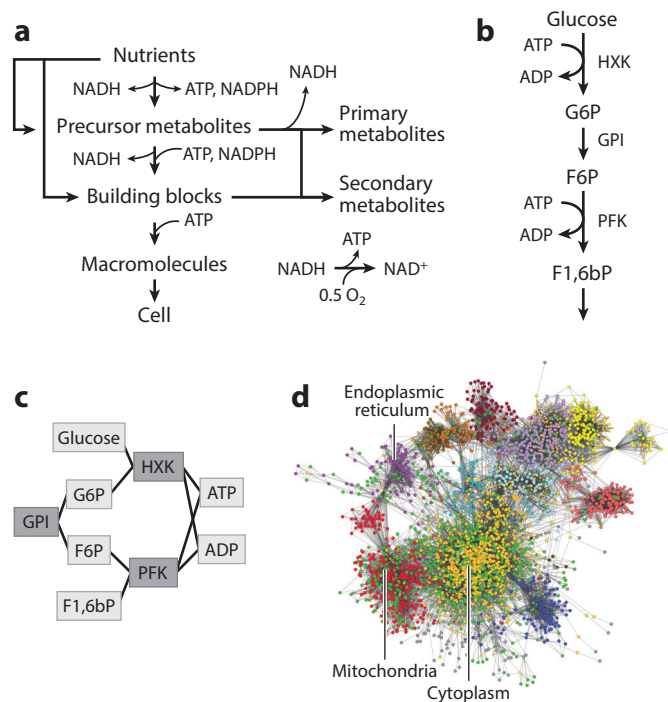 a
Nutrients
NADH
ATP, NADPH
NADH
Precursor metabolites
Primary
metabolites
NADH
ATP, NADPH
Building blocks
Secondary
metabolites
ATP
Macromolecules
ATP
NADH
NAD⁺
0.5 O₂
Cell
b
Glucose
ATP
HXK
ADP
G6P
GPI
F6P
ATP
PFK
ADP
F1,6bP
c
Glucose
HXK
G6P
ATP
GPI
F6P
ADP
PFK
F1,6bP
d
Endoplasmic
reticulum
Mitochondria
Cytoplasm